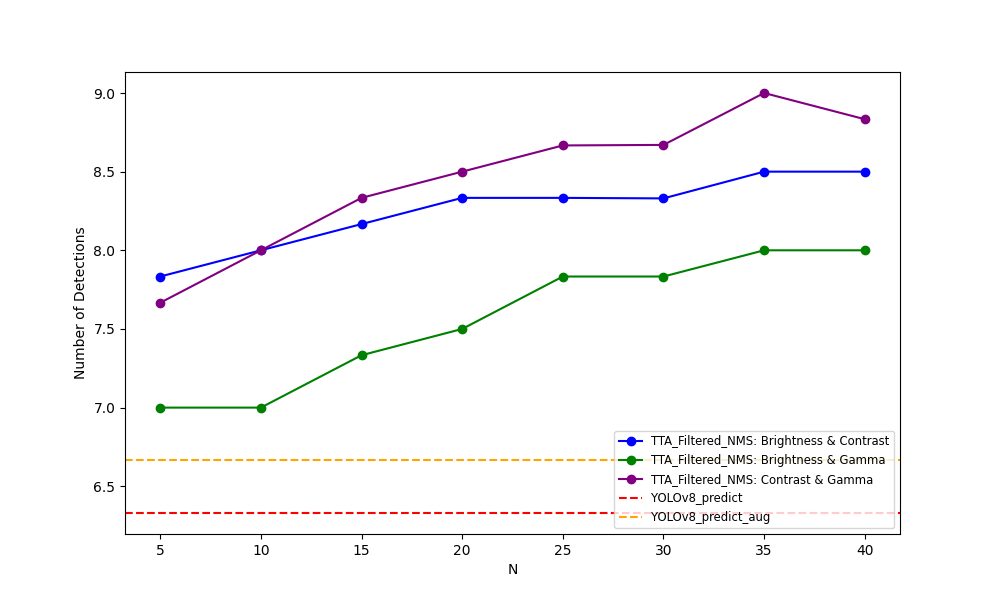 9.0
8.5
8.0
7.5
7.0
6.5
Number of Detections
5 10 15 20 25 30 35 40
N
TTA_Filtered_NMS: Brightness & Contrast
TTA_Filtered_NMS: Brightness & Gamma
TTA_Filtered_NMS: Contrast & Gamma
YOLOv8_predict
YOLOv8_predict_aug